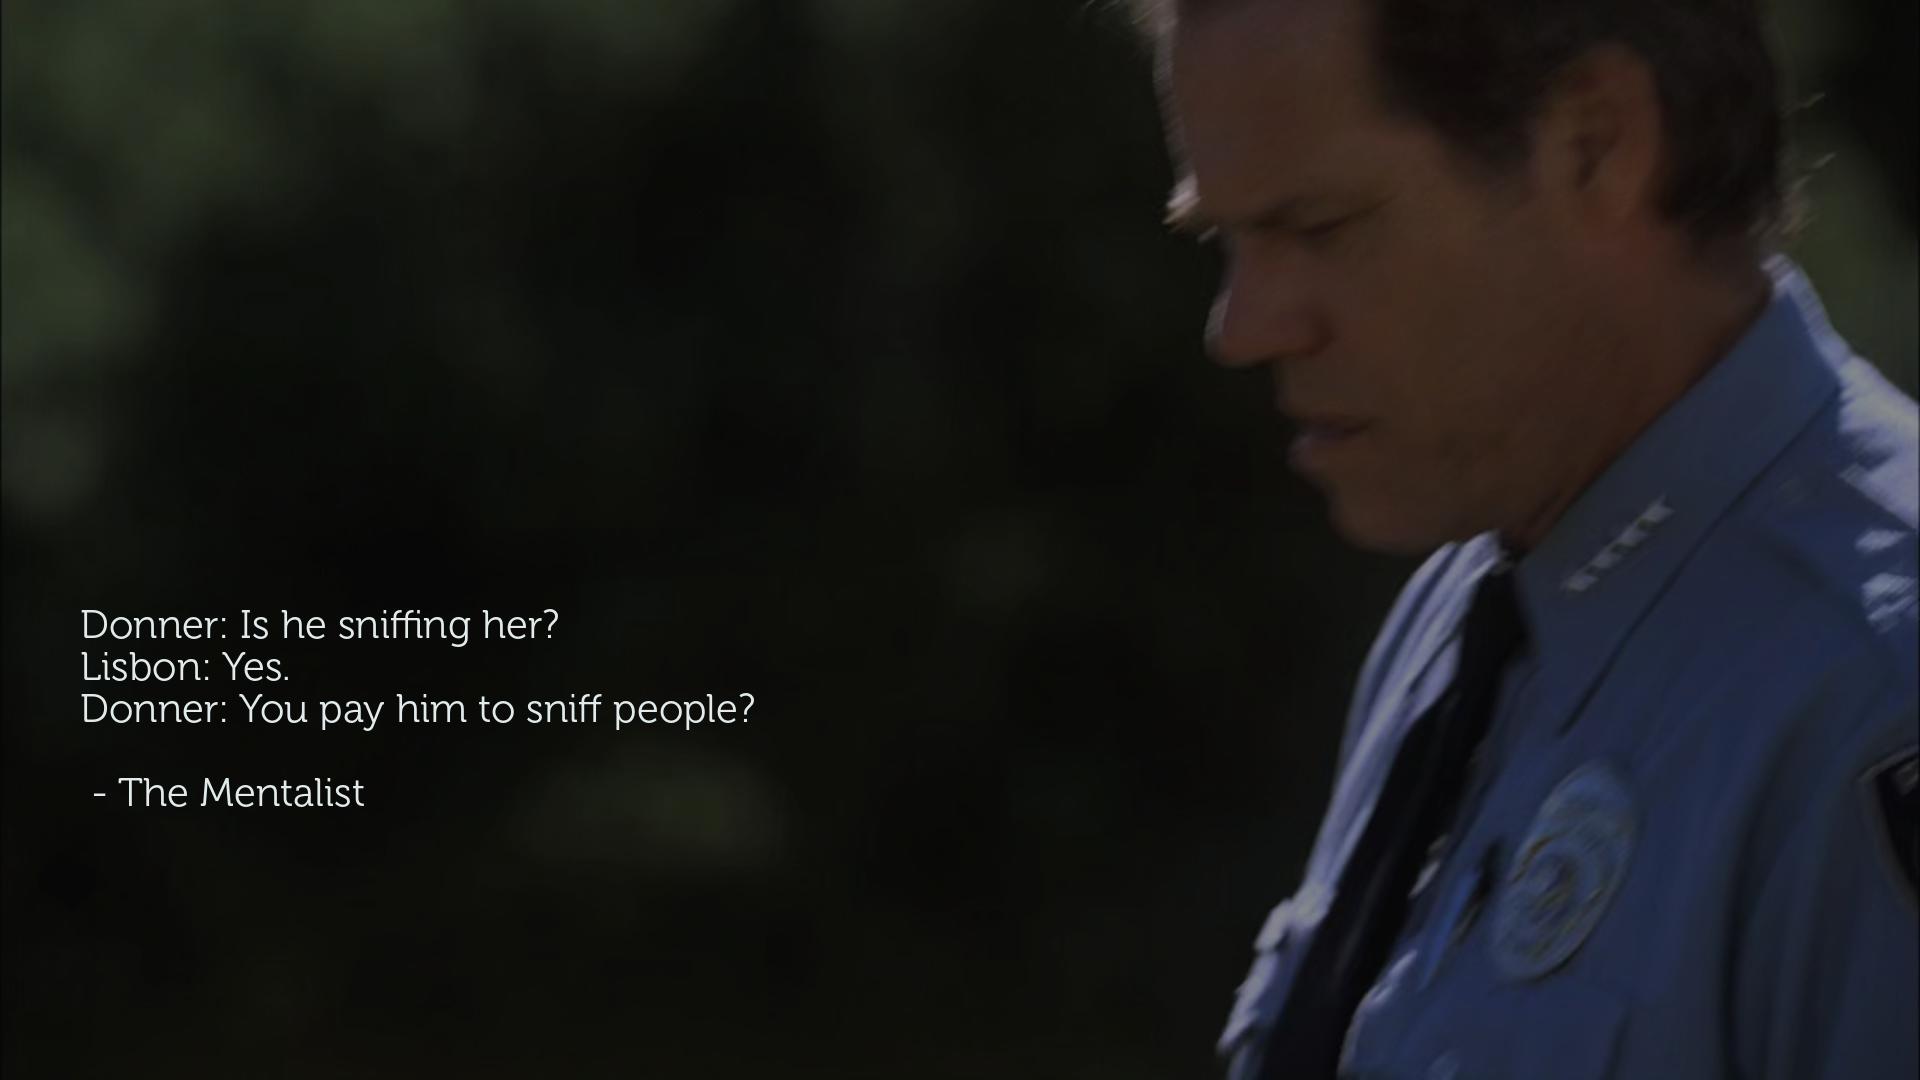 Donner: Is he sniffing her?
Lisbon: Yes.
Donner: You pay him to sniff people?
- The Mentalist